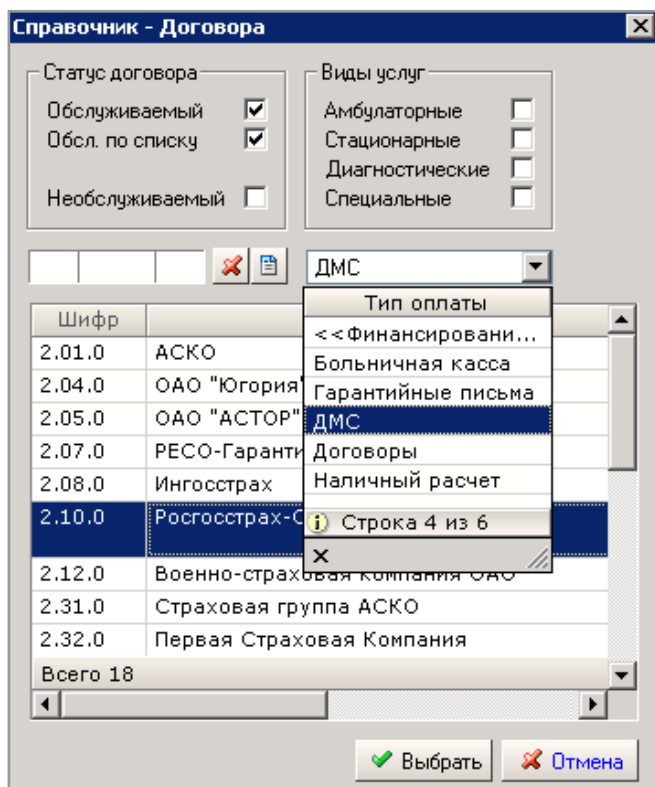 Справочник - Договора
Статус договора
Обслуживаемый
Обсл. по списку
Необслуживаемый
Виды услуг
Амбулаторные
Стационарные
Диагностические
Специальные
ДМС
Тип оплаты
<<Финансировани...
Больничная касса
Гарантийные письма
ДМС
Договоры
Наличный расчет
Строка 4 из 6
Шифр
2.01.0 АСКО
2.04.0 ОАО "Югория"
2.05.0 ОАО "АСТОР"
2.07.0 РЕСО-Гаранти
2.08.0 Ингосстрах
2.10.0 Росгосстрах-С
2.12.0 Военно-страховая компания ОАО
2.31.0 Страховая группа АСКО
2.32.0 Первая Страховая Компания
Всего 18
Выбрать Отмена